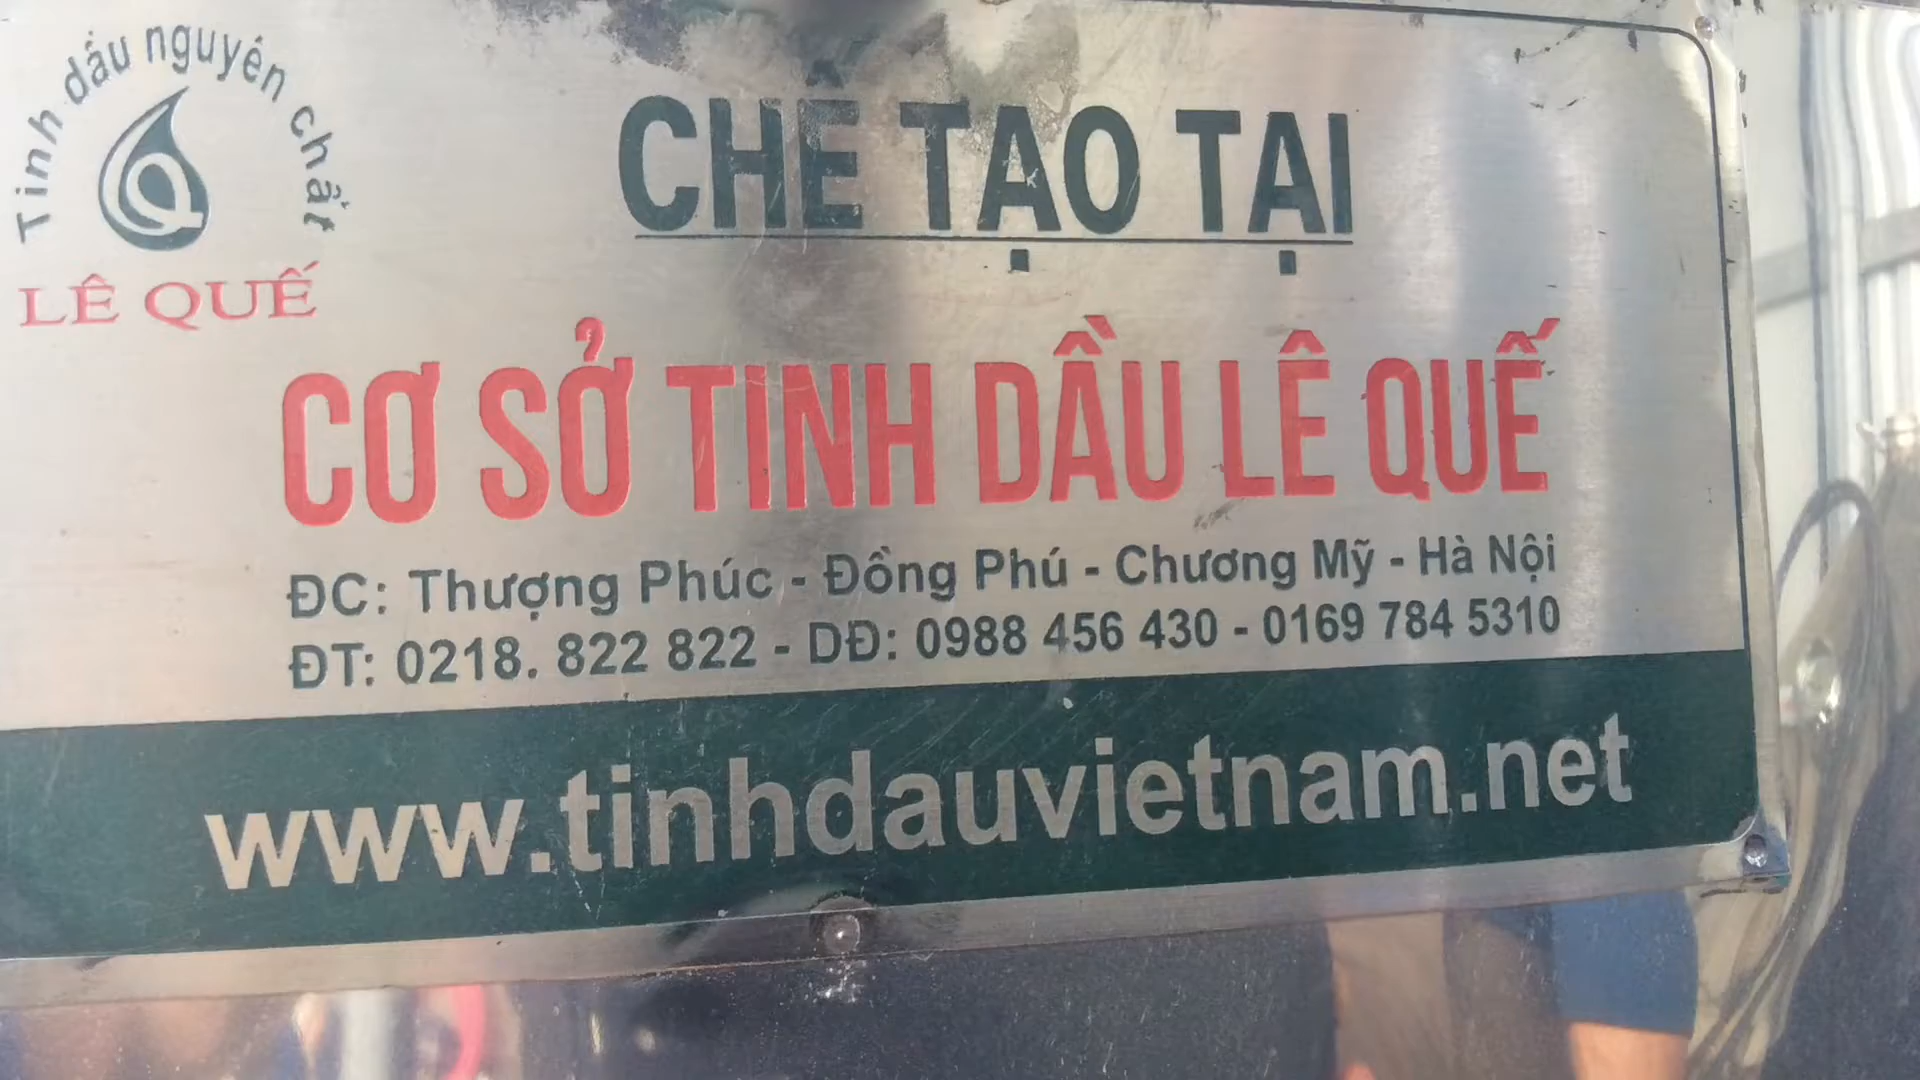 Tinh dầu nguyên chất
LÊ QUẾ
CHẾ TẠO TẠI
CƠ SỞ TINH DẦU LÊ QUẾ
ĐC: Thượng Phúc - Đồng Phú - Chương Mỹ - Hà Nội
ĐT: 0218. 822 822 - DĐ: 0988 456 430 - 0169 784 5310
www.tinhdauvietnam.net